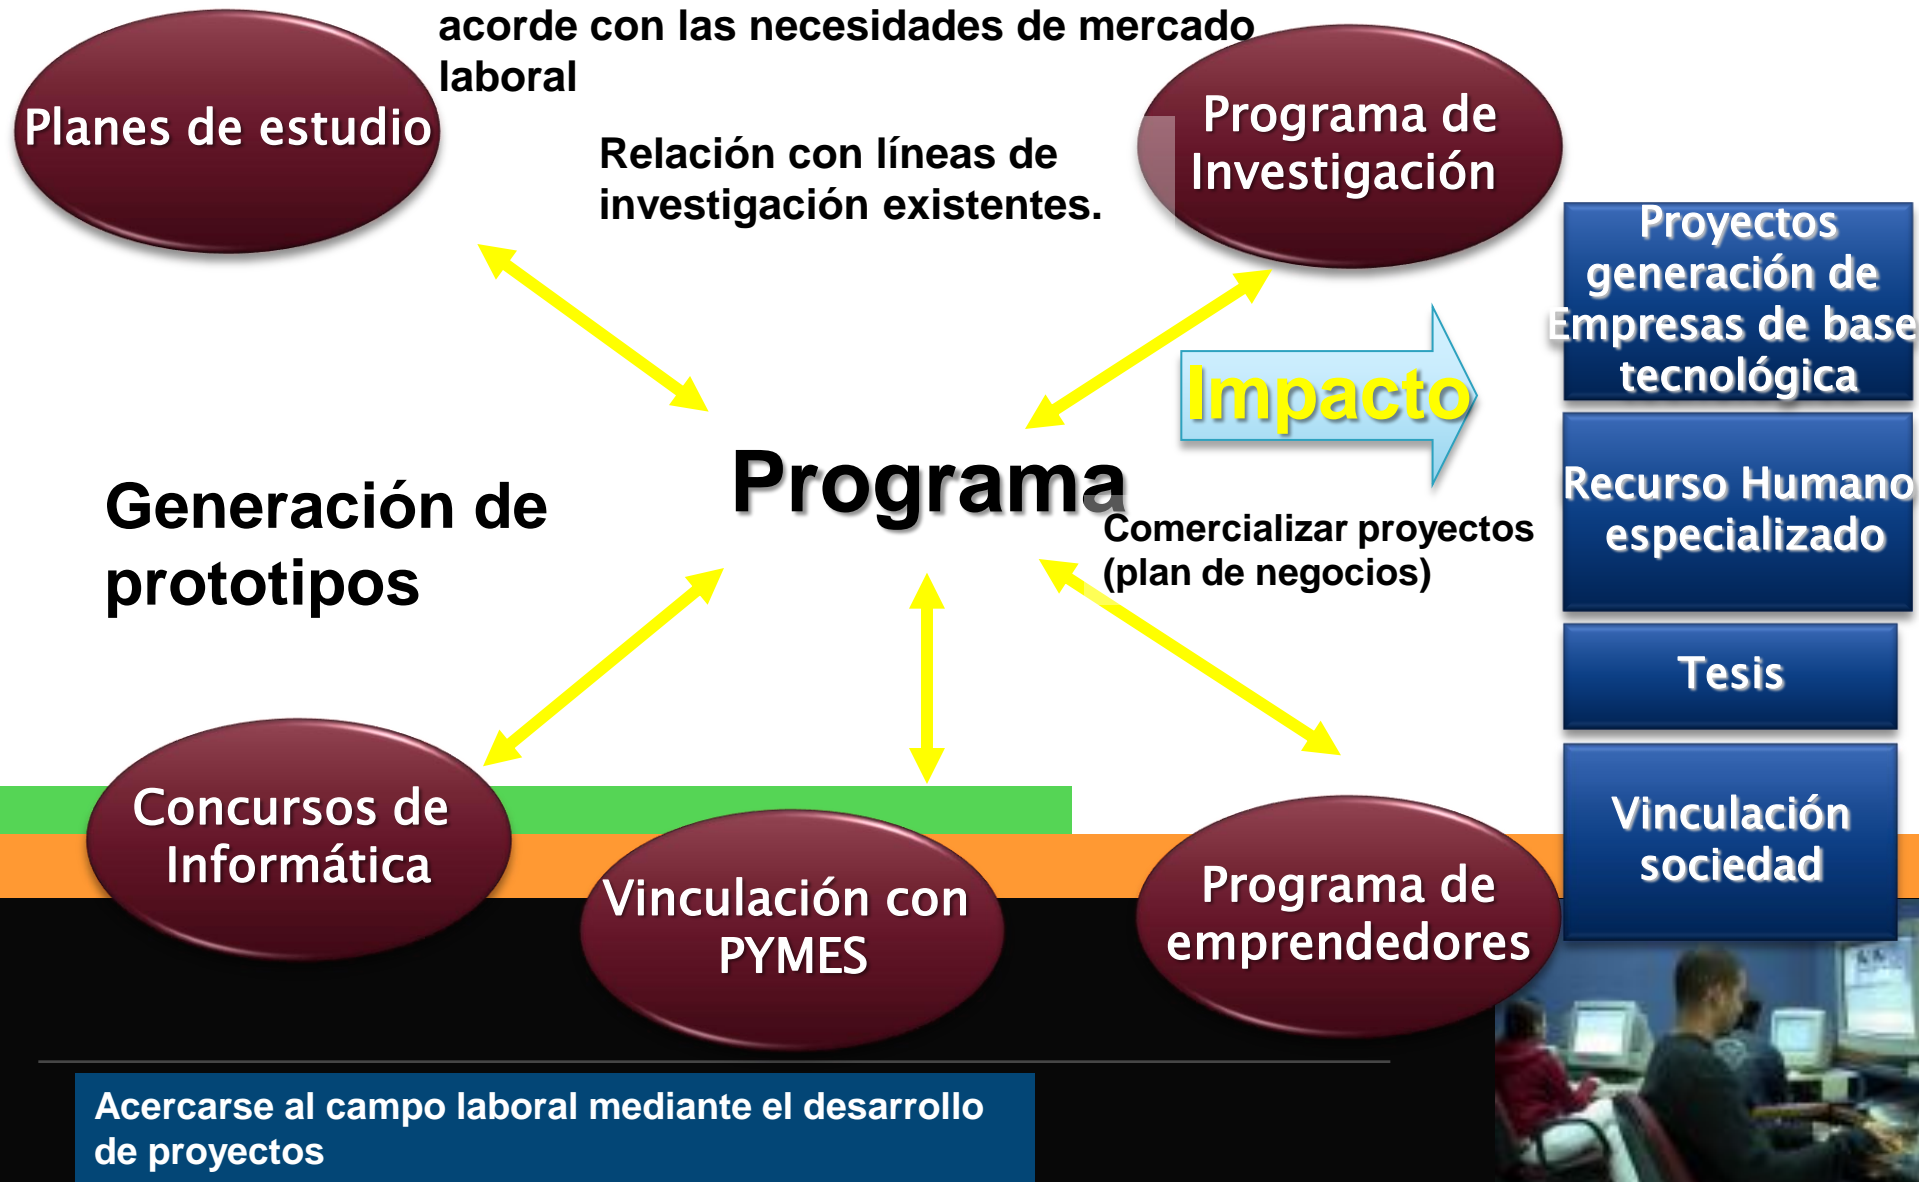 acorde con las necesidades de mercado
laboral
Planes de estudio
Programa de
Investigación
Relación con líneas de
investigación existentes.
Proyectos
generación de
Empresas de base
tecnológica
Impacto
Programa
Generación de
prototipos
Comercializar proyectos
(plan de negocios)
Recurso Humano
especializado
Tesis
Vinculación
sociedad
Concursos de
Informática
Vinculación con
PYMES
Programa de
emprendedores
Acercarse al campo laboral mediante el desarrollo
de proyectos